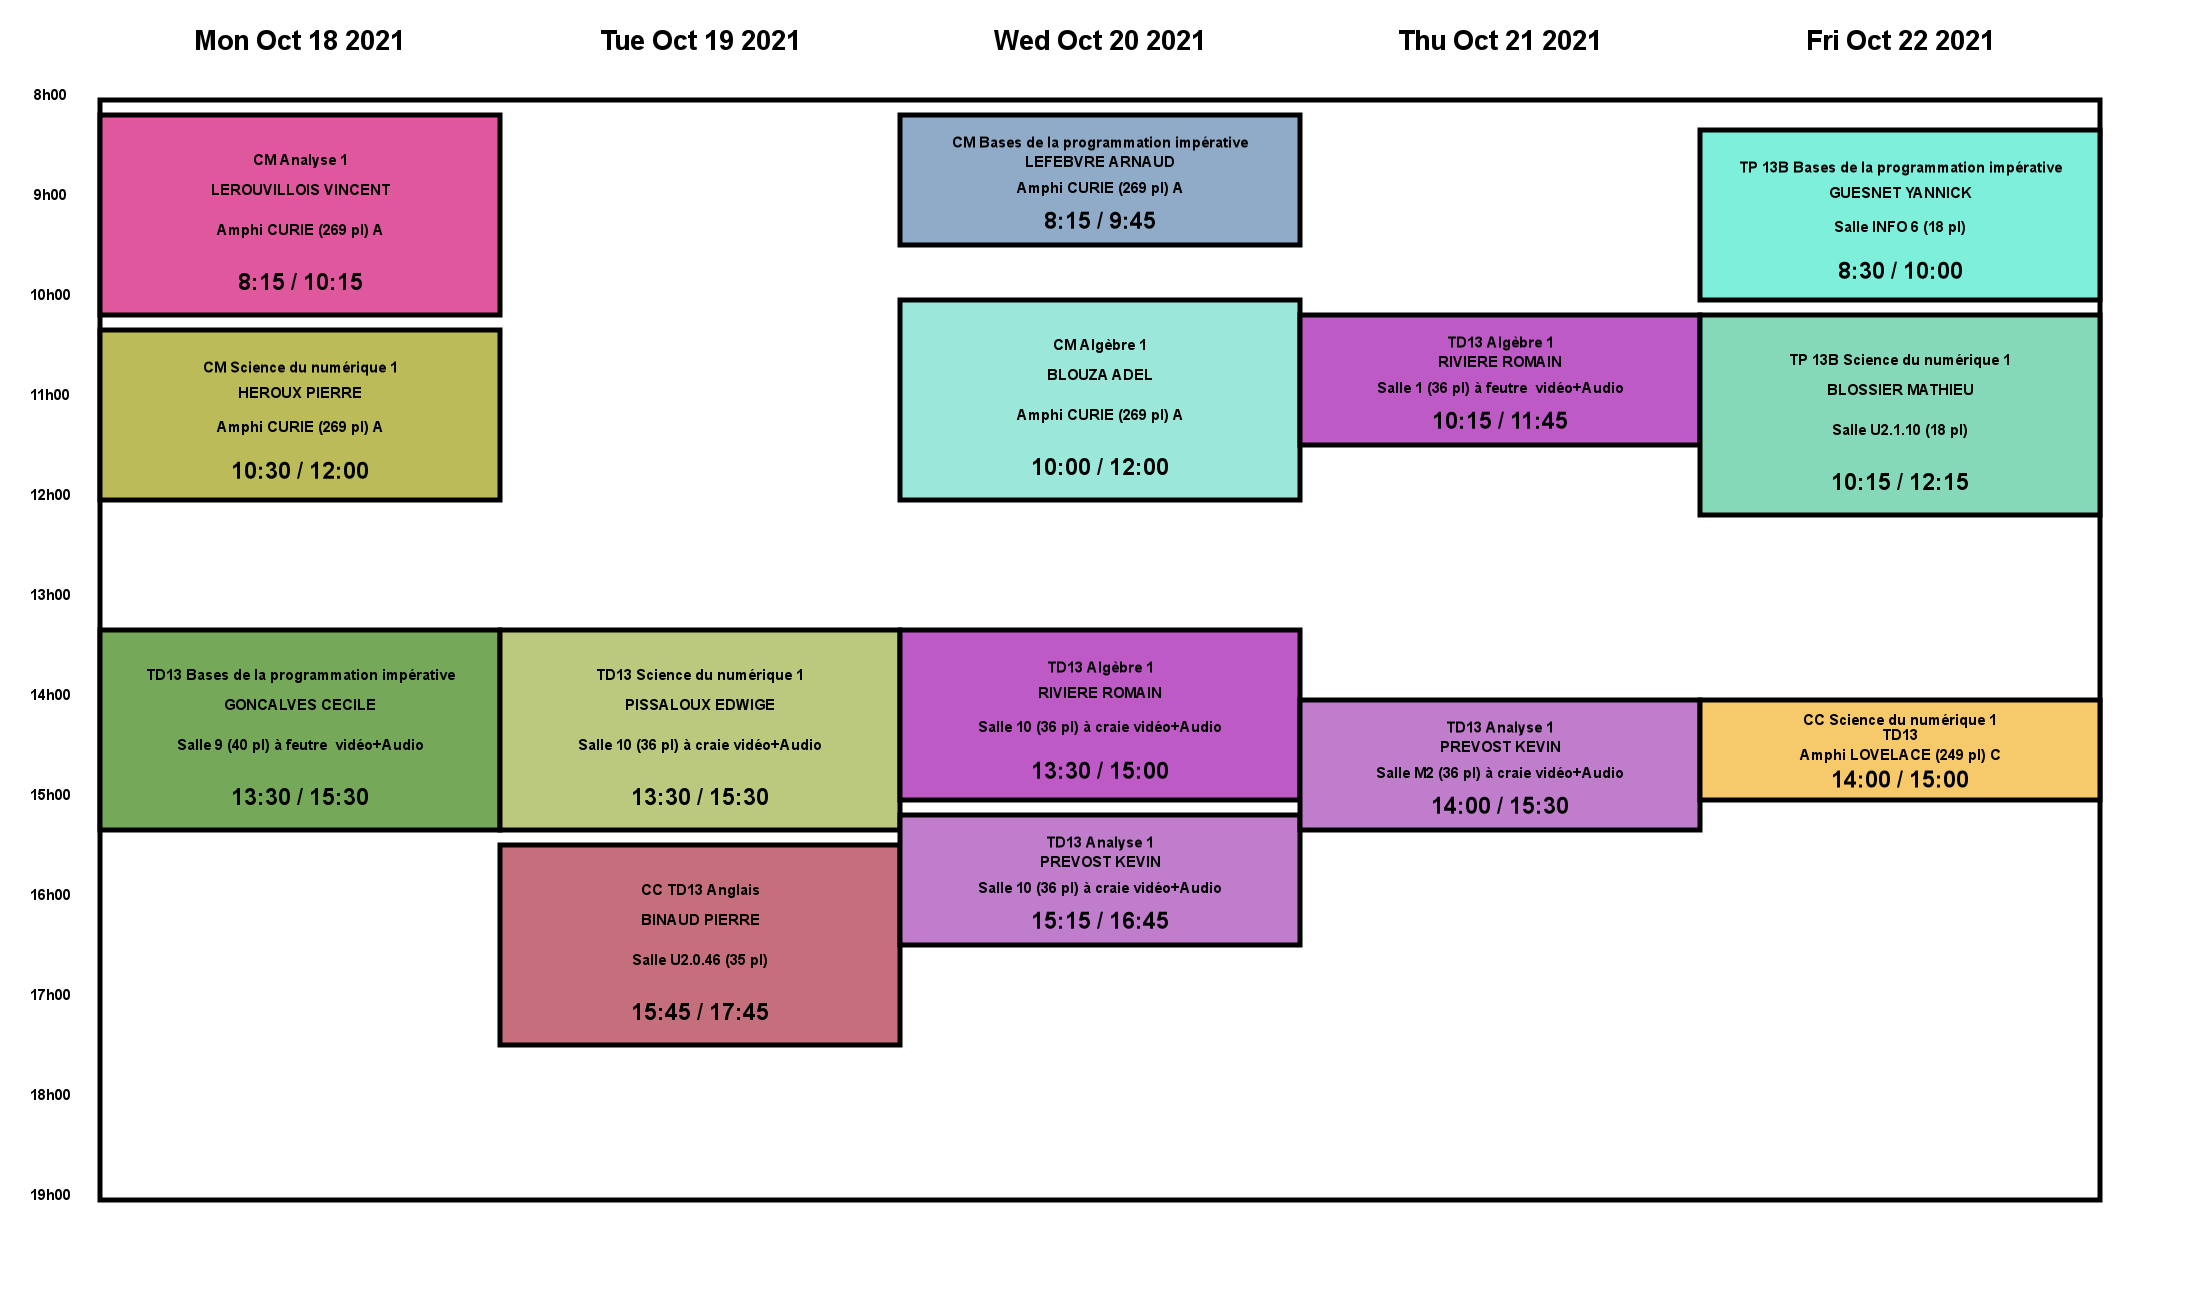 Mon Oct 18 2021
Tue Oct 19 2021
Wed Oct 20 2021
Thu Oct 21 2021
Fri Oct 22 2021
8h00
9h00
10h00
11h00
12h00
13h00
14h00
15h00
16h00
17h00
18h00
19h00
CM Analyse 1
LEROUVILLOIS VINCENT
Amphi CURIE (269 pl) A
8:15 / 10:15
CM Science du numérique 1
HEROUX PIERRE
Amphi CURIE (269 pl) A
10:30 / 12:00
TD13 Bases de la programmation impérative
GONCALVES CECILE
Salle 9 (40 pl) à feutre  vidéo+Audio
13:30 / 15:30
TD13 Science du numérique 1
PISSALOUX EDWIGE
Salle 10 (36 pl) à craie vidéo+Audio
13:30 / 15:30
CC TD13 Anglais
BINAUD PIERRE
Salle U2.0.46 (35 pl)
15:45 / 17:45
CM Bases de la programmation impérative
LEFEBVRE ARNAUD
Amphi CURIE (269 pl) A
8:15 / 9:45
CM Algèbre 1
BLOUZA ADEL
Amphi CURIE (269 pl) A
10:00 / 12:00
TD13 Algèbre 1
RIVIERE ROMAIN
Salle 10 (36 pl) à craie vidéo+Audio
13:30 / 15:00
TD13 Analyse 1
PREVOST KEVIN
Salle 10 (36 pl) à craie vidéo+Audio
15:15 / 16:45
TD13 Algèbre 1
RIVIERE ROMAIN
Salle 1 (36 pl) à feutre  vidéo+Audio
10:15 / 11:45
TD13 Analyse 1
PREVOST KEVIN
Salle M2 (36 pl) à craie vidéo+Audio
14:00 / 15:30
TP 13B Bases de la programmation impérative
GUESNET YANNICK
Salle INFO 6 (18 pl)
8:30 / 10:00
TP 13B Science du numérique 1
BLOSSIER MATHIEU
Salle U2.1.10 (18 pl)
10:15 / 12:15
CC Science du numérique 1
TD13
Amphi LOVELACE (249 pl) C
14:00 / 15:00